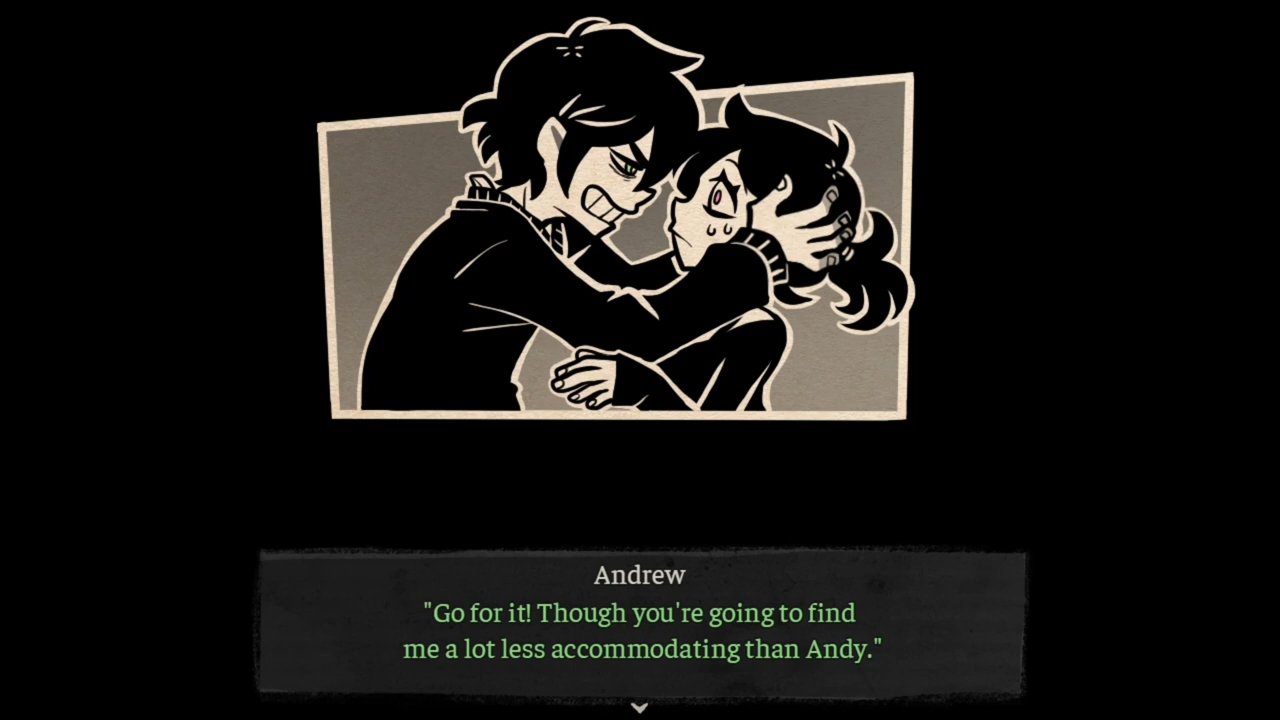 Andrew
"Go for it! Though you're going to find
me a lot less accommodating than Andy."